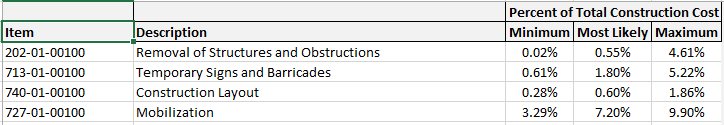 Percent of Total Construction Cost
Item Description Minimum Most Likely Maximum
202-01-00100 Removal of Structures and Obstructions 0.02% 0.55% 4.61%
713-01-00100 Temporary Signs and Barricades 0.61% 1.80% 5.22%
740-01-00100 Construction Layout 0.28% 0.60% 1.86%
727-01-00100 Mobilization 3.29% 7.20% 9.90%